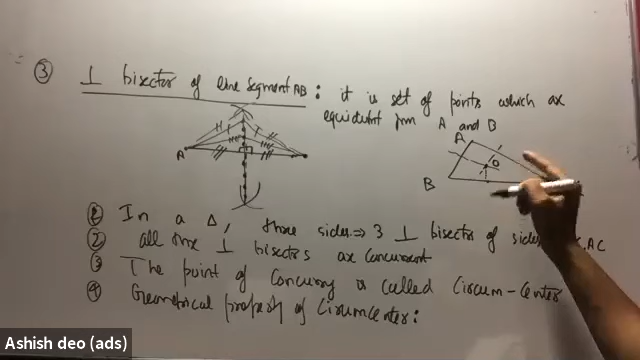 ③ ⊥ bisector of line segment AB : it is set of points which are
equidistnt from A and B
A
A
B
O
① In a Δ, three sides ⇒ 3 ⊥ bisector of sides , AC
② all three ⊥ bisectors are concurrent
③ The point of concurrency is called Circum-Center
④ Geometrical property of Circumcenter :
Ashish deo (ads)